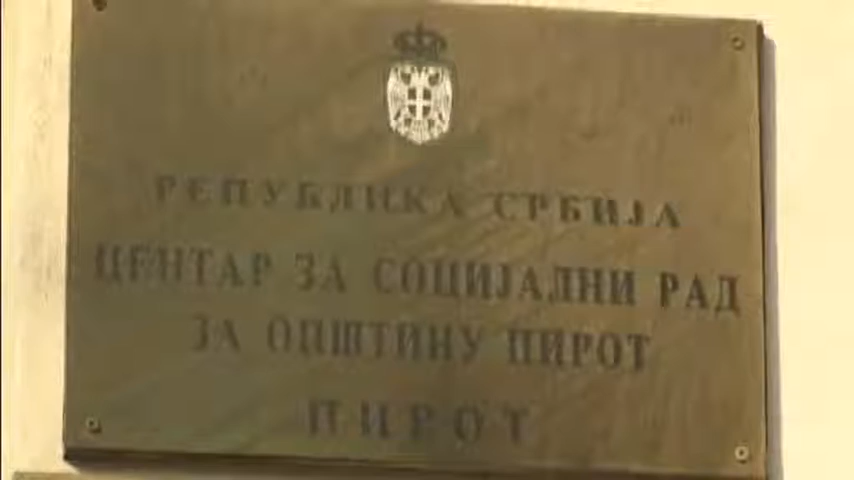 РЕПУБЛИКА СРБИЈА
ЦЕНТАР ЗА СОЦИЈАЛНИ РАД
ЗА ОПШТИНУ ПИРОТ
ПИРОТ